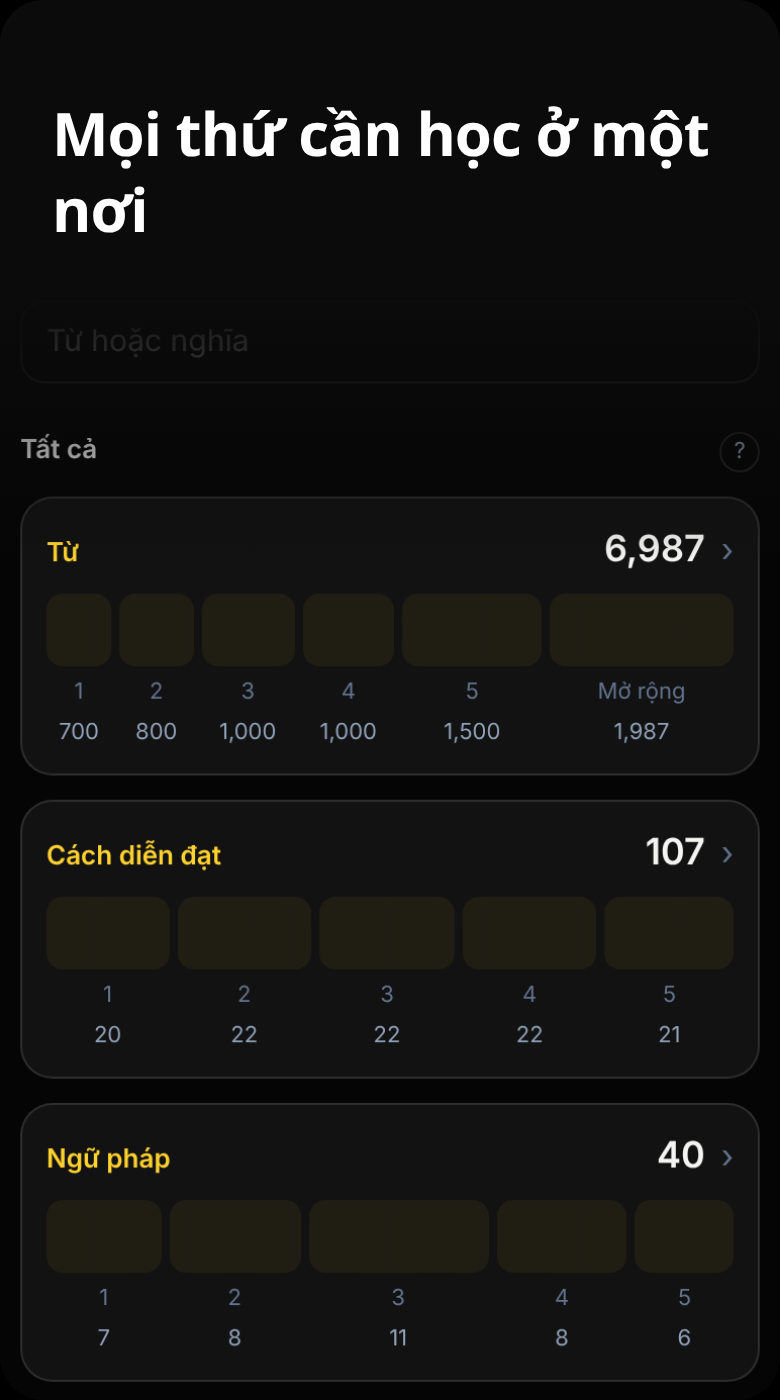 Mọi thứ cần học ở một
nơi
Từ hoặc nghĩa
Tất cả ?
Từ 6,987 ›
1 2 3 4 5 Mở rộng
700 800 1,000 1,000 1,500 1,987
Cách diễn đạt 107 ›
1 2 3 4 5
20 22 22 22 21
Ngữ pháp 40 ›
1 2 3 4 5
7 8 11 8 6